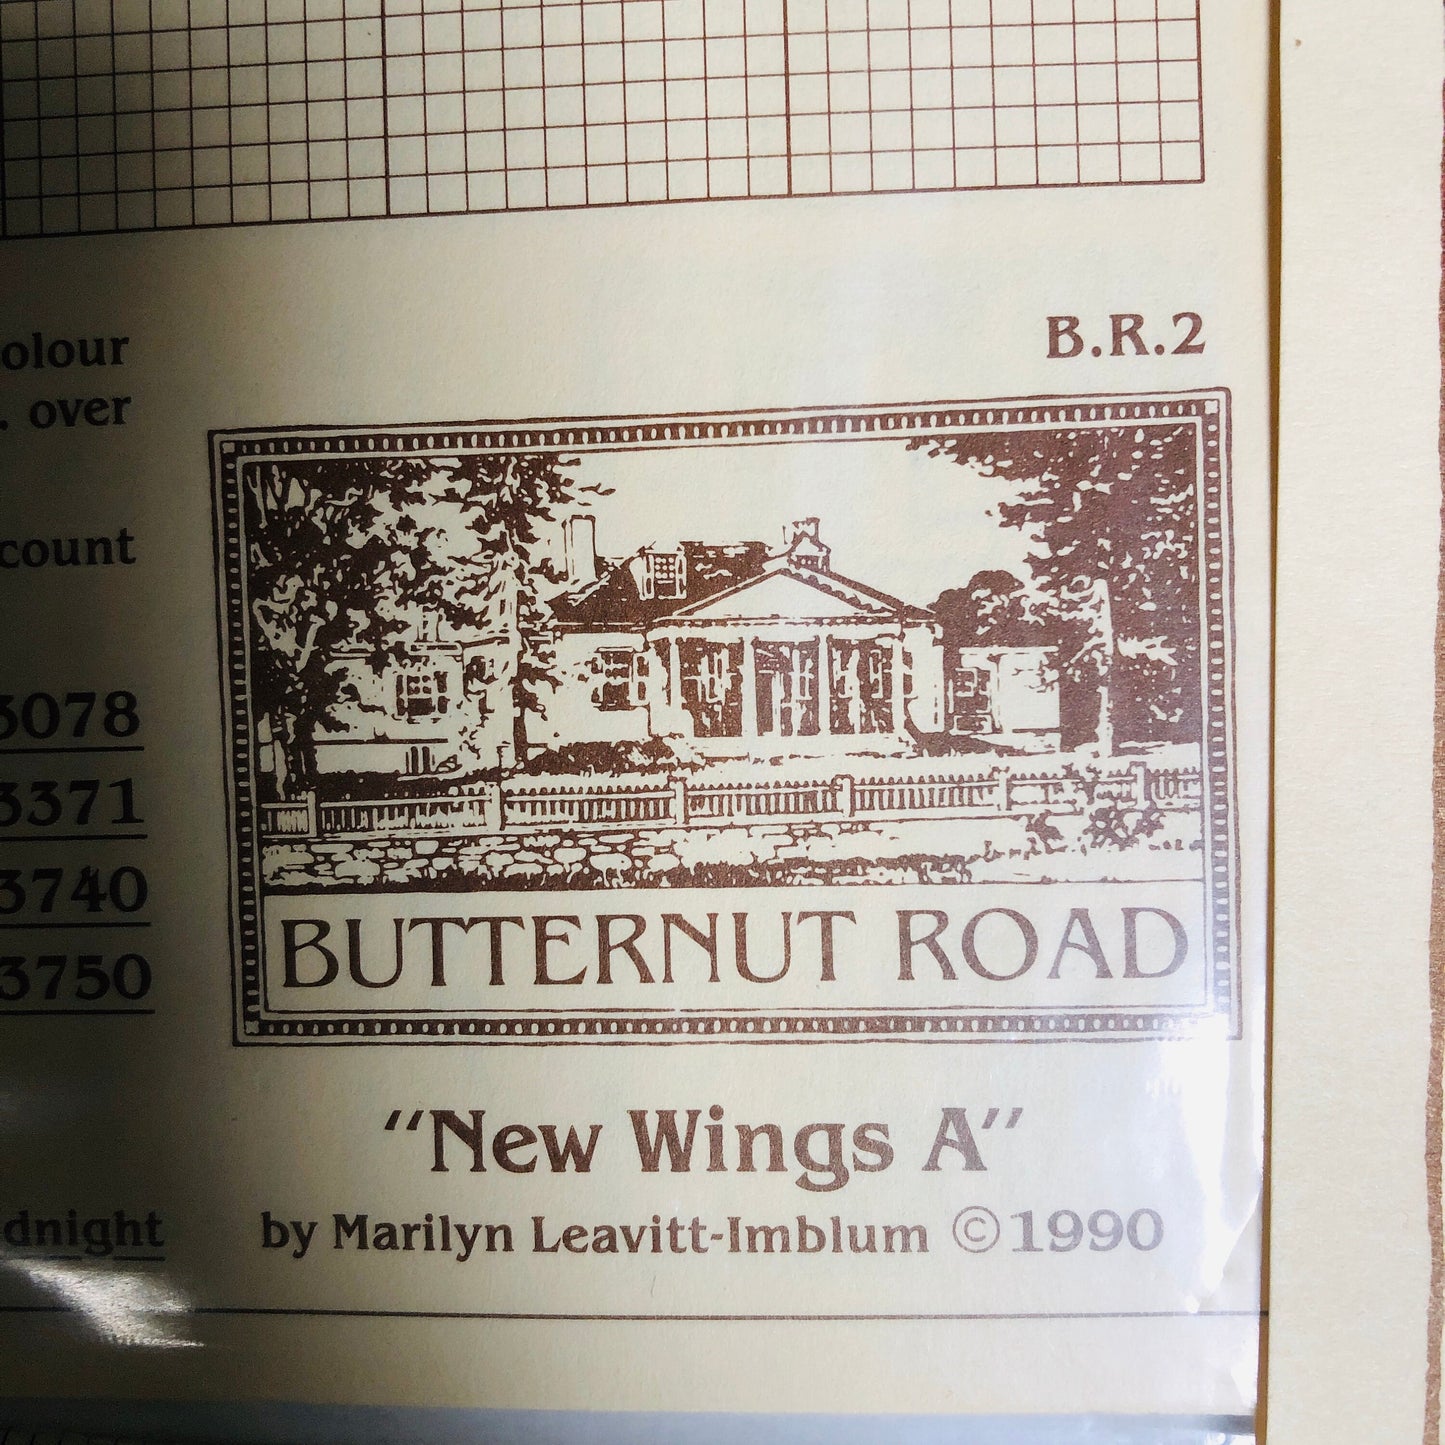 olour
. over
count
3078
3371
3740
3750
dnight
B.R.2
BUTTERNUT ROAD
"New Wings A"
by Marilyn Leavitt-Imblum ©1990